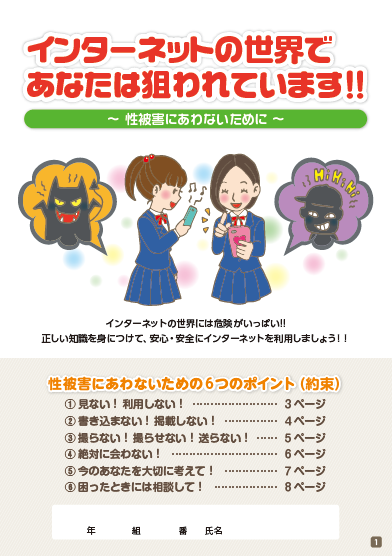 インターネットの世界で
あなたは狙われています!!
～ 性被害にあわないために ～
HiHiHi
インターネットの世界には危険がいっぱい!!
正しい知識を身につけて、安心・安全にインターネットを利用しましょう!!
性被害にあわないための6つのポイント（約束）
①見ない！利用しない！ …………………… 3ページ
②書き込まない！掲載しない！ …………… 4ページ
③撮らない！撮らせない！送らない！ …… 5ページ
④絶対に会わない！ ………………………… 6ページ
⑤今のあなたを大切に考えて！ …………… 7ページ
⑥困ったときには相談して！ ……………… 8ページ
年 組 番 氏名
1